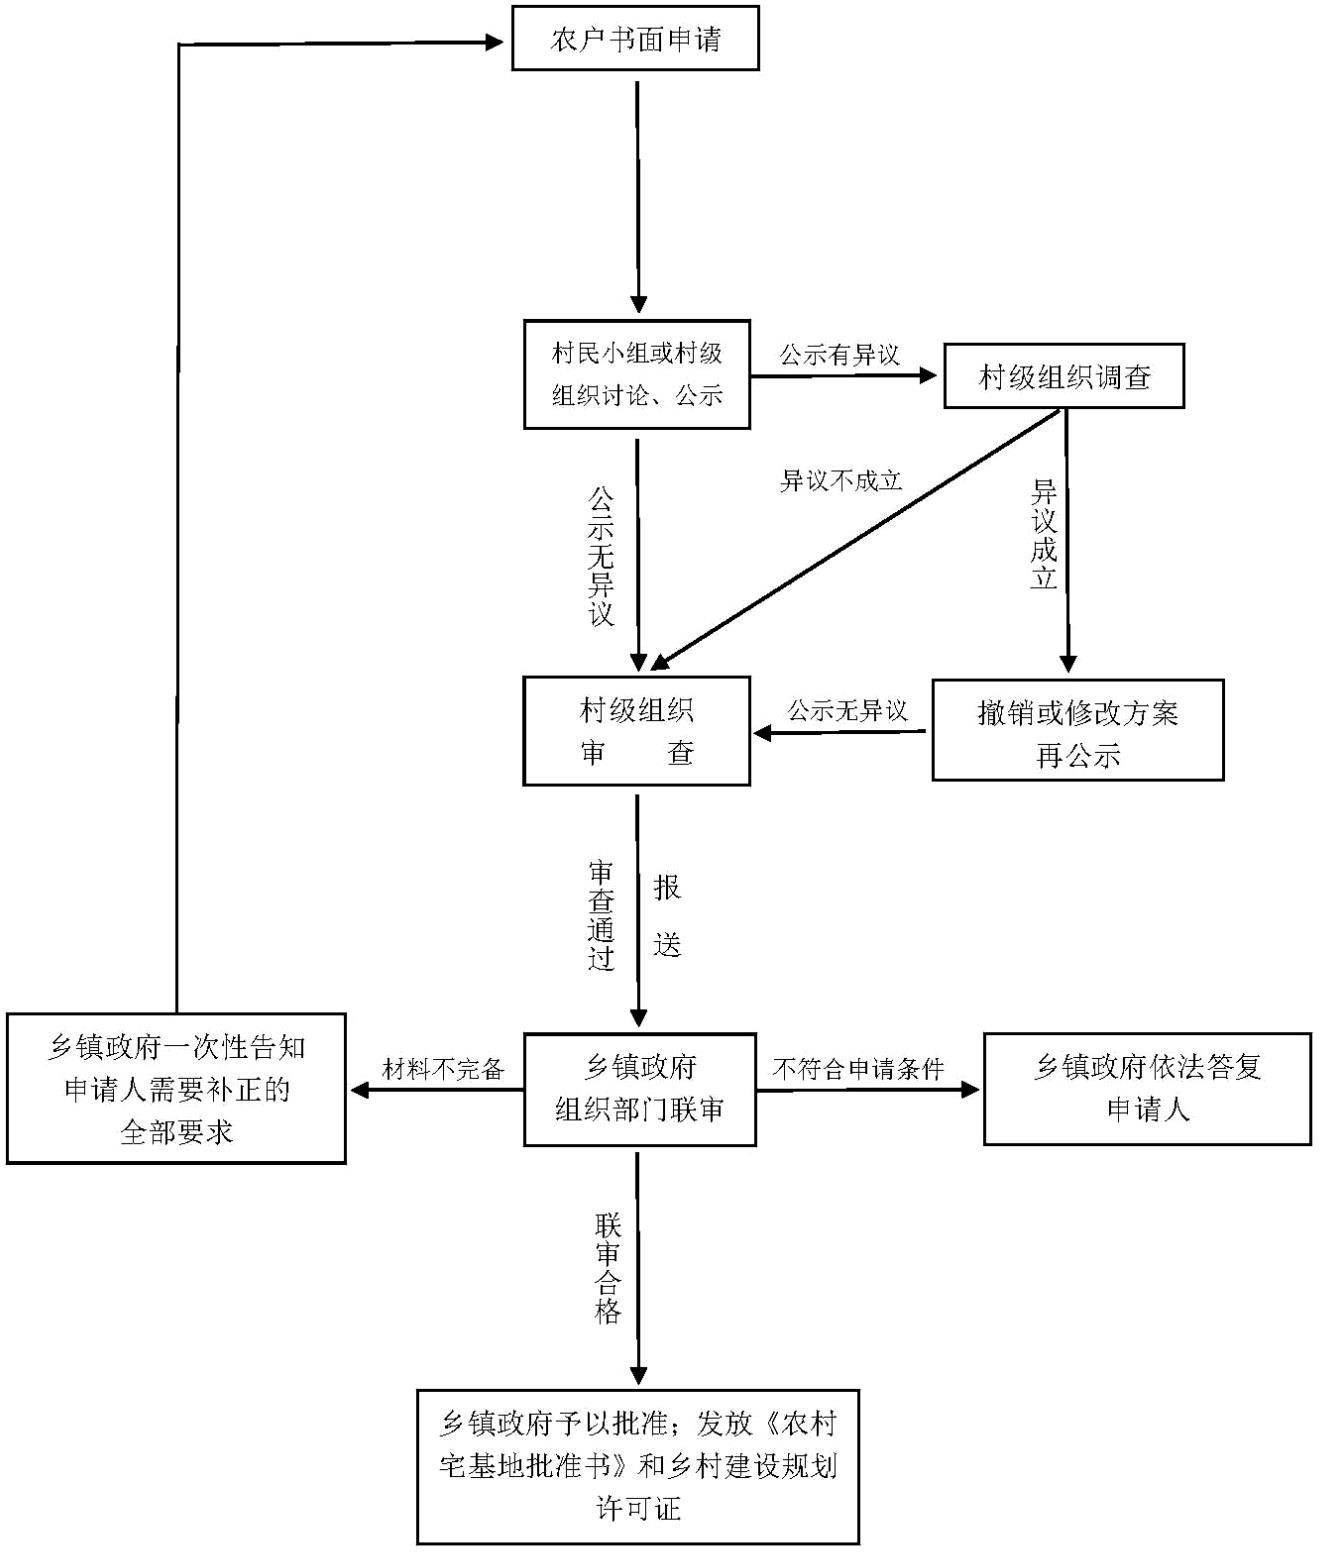 农户书面申请
村民小组或村级
组织讨论、公示
公示有异议
村级组织调查
公示无异议
异议不成立
异议成立
村级组织
审 查
公示无异议
撤销或修改方案
再公示
审查通过
报送
乡镇政府一次性告知
申请人需要补正的
全部要求
材料不完备
乡镇政府
组织部门联审
不符合申请条件
乡镇政府依法答复
申请人
联审合格
乡镇政府予以批准；发放《农村
宅基地批准书》和乡村建设规划
许可证